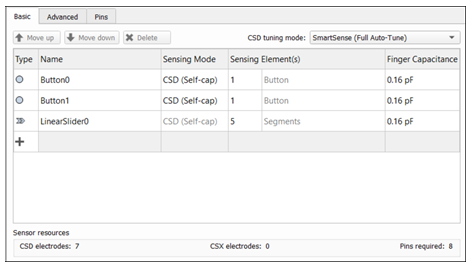 Basic Advanced Pins
Move up Move down Delete CSD tuning mode: SmartSense (Full Auto-Tune)
Type Name Sensing Mode Sensing Element(s) Finger Capacitance
Button0 CSD (Self-cap) 1 Button 0.16 pF
Button1 CSD (Self-cap) 1 Button 0.16 pF
LinearSlider0 CSD (Self-cap) 5 Segments 0.16 pF
Sensor resources
CSD electrodes: 7 CSX electrodes: 0 Pins required: 8